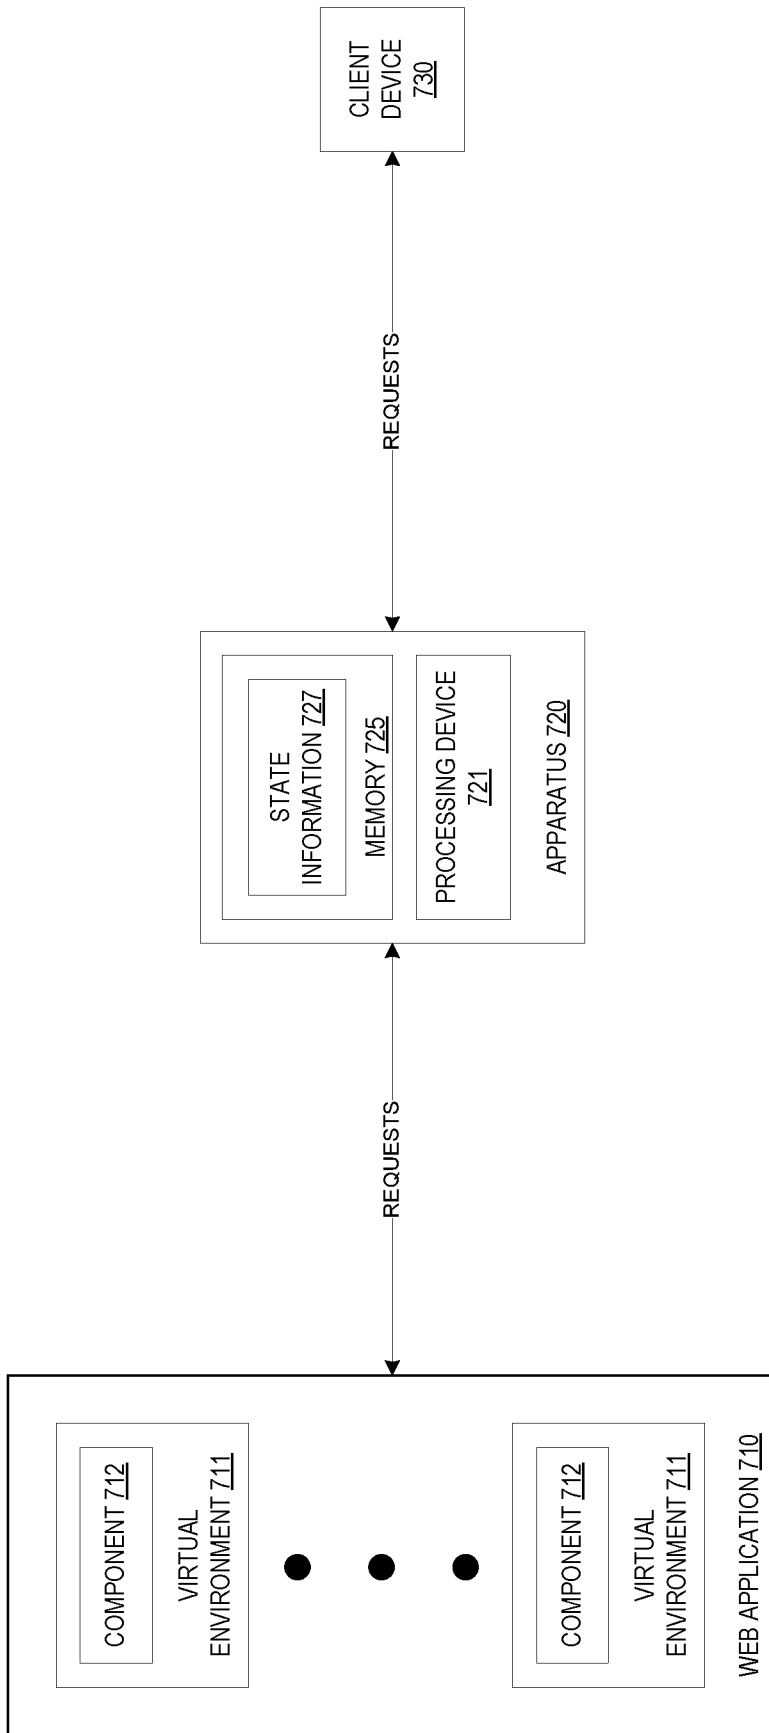 COMPONENT 712
VIRTUAL
ENVIRONMENT 711
COMPONENT 712
VIRTUAL
ENVIRONMENT 711
WEB APPLICATION 710
REQUESTS
STATE
INFORMATION 727
MEMORY 725
PROCESSING DEVICE
721
APPARATUS 720
REQUESTS
CLIENT
DEVICE
730